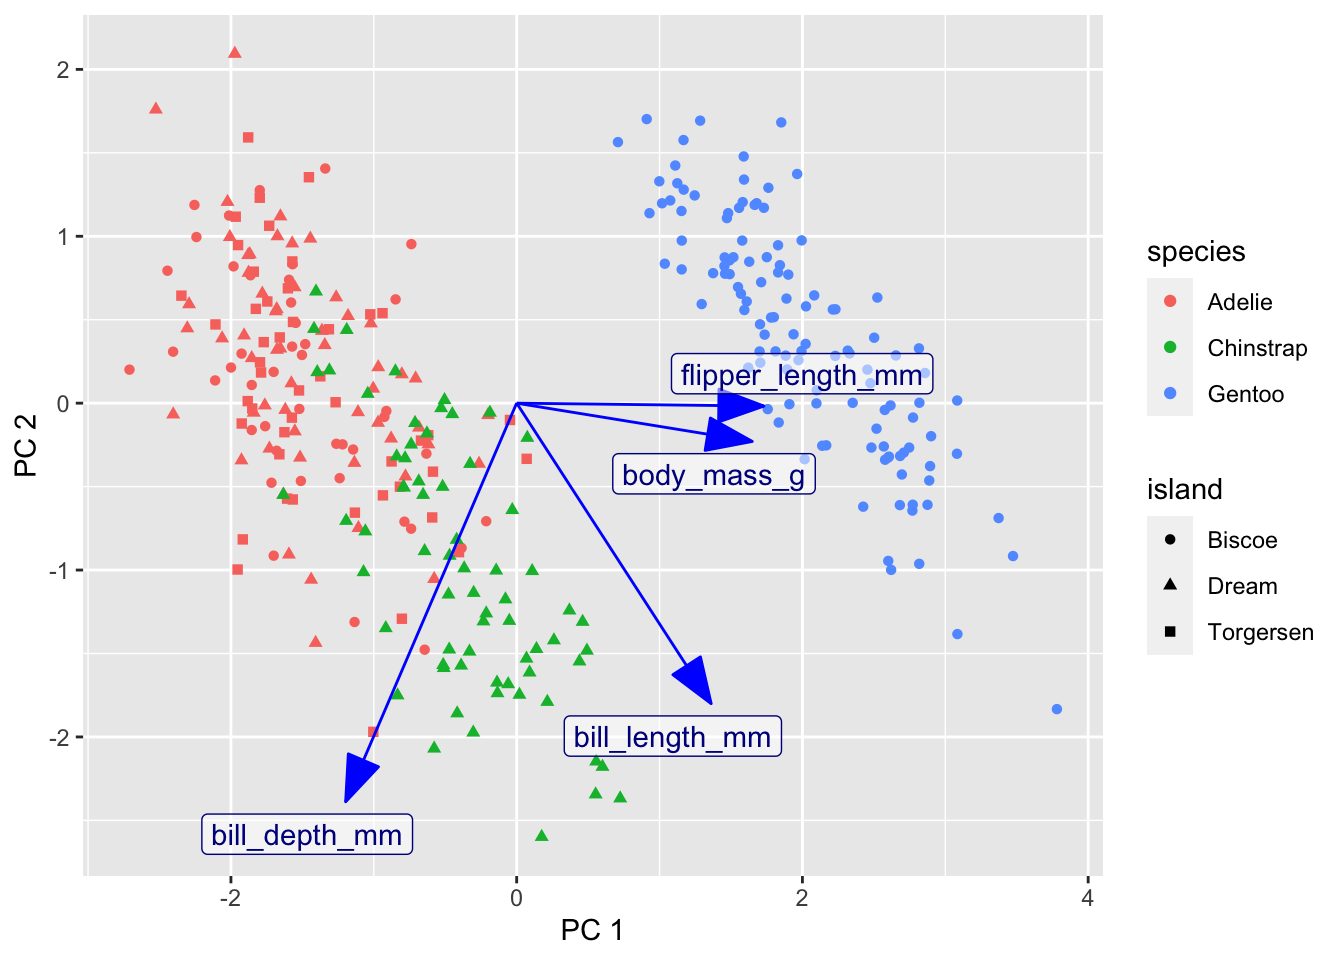 2
1
0
-1
-2
PC 2
flipper_length_mm
body_mass_g
bill_length_mm
bill_depth_mm
-2
0
2
4
PC 1
species
Adelie
Chinstrap
Gentoo
island
Biscoe
Dream
Torgersen